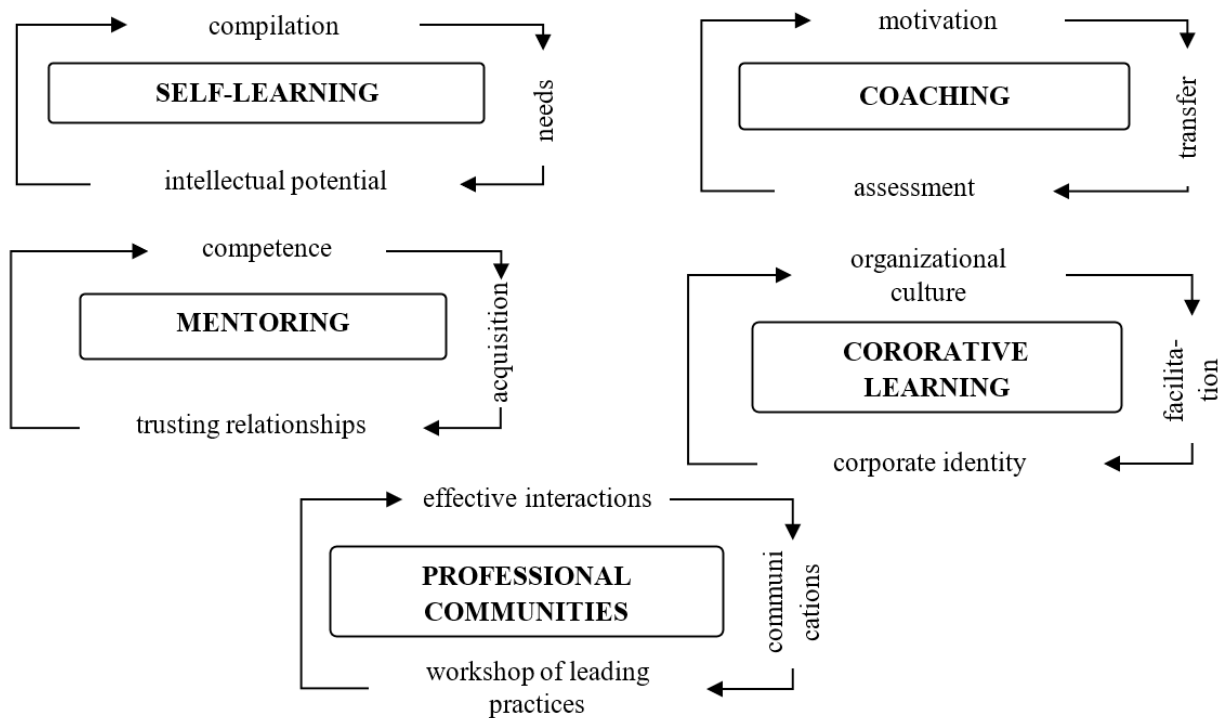 compilation
SELF-LEARNING
needs
intellectual potential
motivation
COACHING
transfer
assessment
competence
MENTORING
acquisition
trusting relationships
organizational
culture
CORORATIVE
LEARNING
facilita-
tion
corporate identity
effective interactions
PROFESSIONAL
COMMUNITIES
communi
cations
workshop of leading
practices